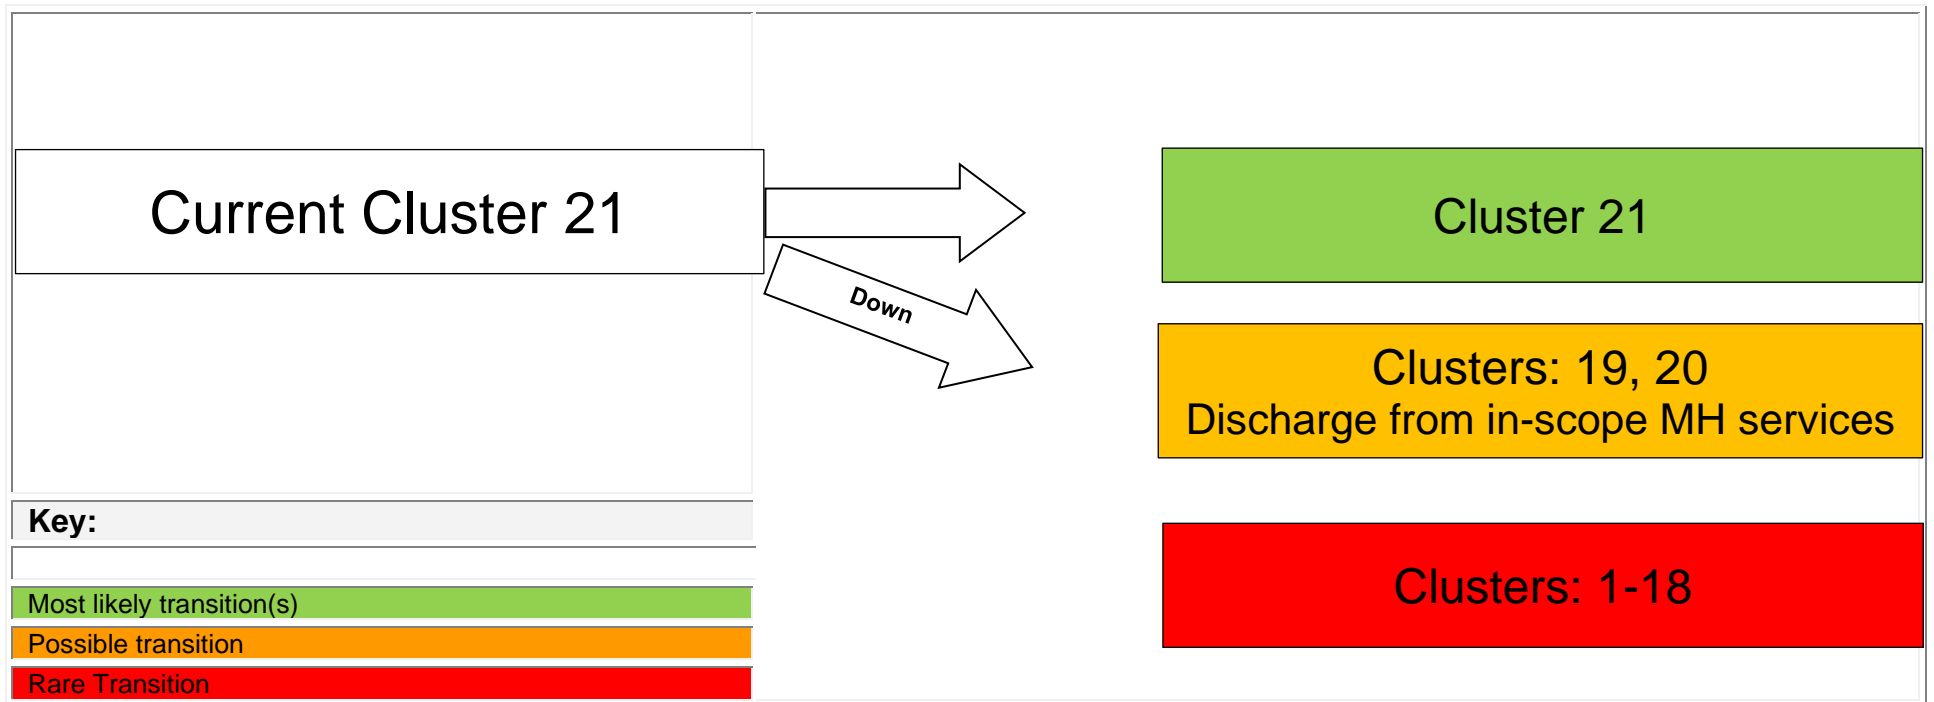 Current Cluster 21
Down
Cluster 21
Clusters: 19, 20
Discharge from in-scope MH services
Clusters: 1-18
Key:
Most likely transition(s)
Possible transition
Rare Transition